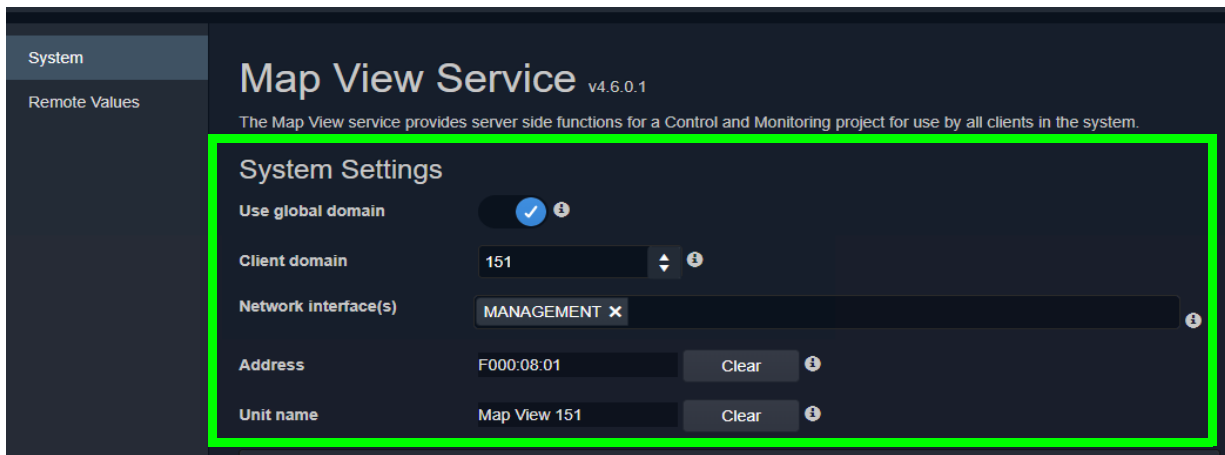 System
Remote Values
Map View Service v4.6.0.1
The Map View service provides server side functions for a Control and Monitoring project for use by all clients in the system.
System Settings
Use global domain
Client domain 151
Network interface(s) MANAGEMENT
Address F000:08:01 Clear
Unit name Map View 151 Clear